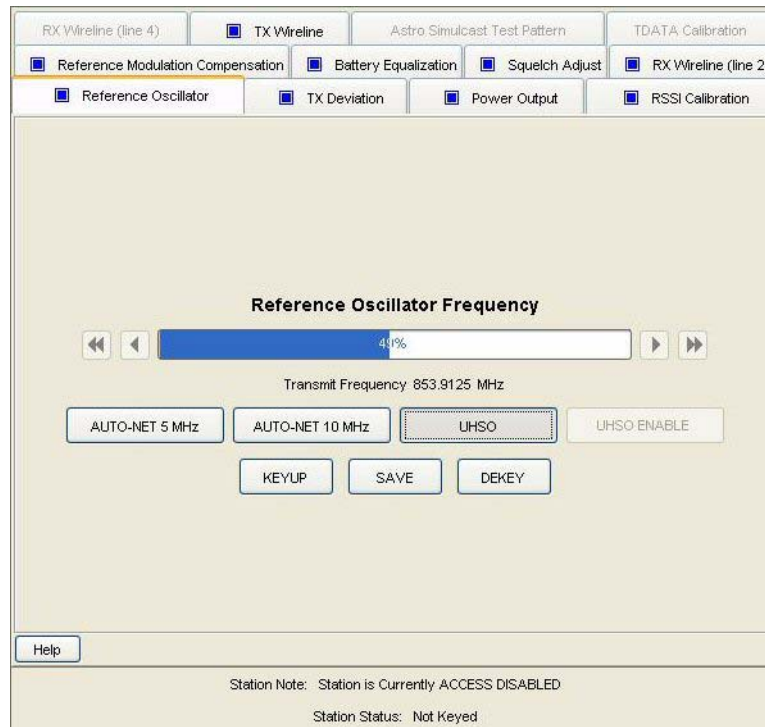 RX Wireline (line 4) TX Wireline Astro Simulcast Test Pattern TDATA Calibration
Reference Modulation Compensation Battery Equalization Squelch Adjust RX Wireline (line 2
Reference Oscillator TX Deviation Power Output RSSI Calibration
Reference Oscillator Frequency
49%
Transmit Frequency 853.9125 MHz
AUTO-NET 5 MHz AUTO-NET 10 MHz UHSO UHSO ENABLE
KEYUP SAVE DEKEY
Help
Station Note: Station is Currently ACCESS DISABLED
Station Status: Not Keyed